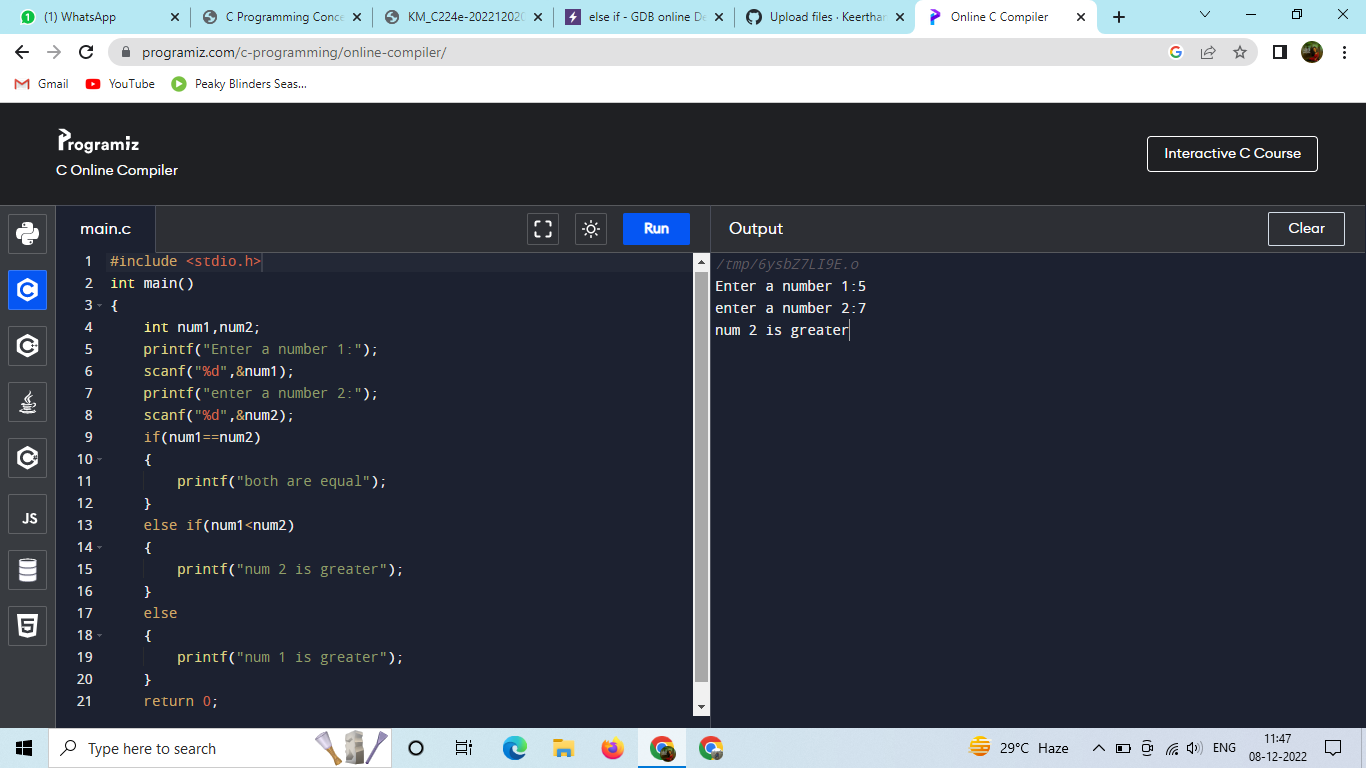 (1) WhatsApp
C Programming Conce
KM_C224e-202212020
else if - GDB online De
Upload files · Keerthan
Online C Compiler
programiz.com/c-programming/online-compiler/
Gmail
YouTube
Peaky Blinders Seas...
Programiz
C Online Compiler
Interactive C Course
main.c
Run
Output
Clear
1 #include <stdio.h>
2 int main()
3 {
4 int num1,num2;
5 printf("Enter a number 1:");
6 scanf("%d",&num1);
7 printf("enter a number 2:");
8 scanf("%d",&num2);
9 if(num1==num2)
10 {
11 printf("both are equal");
12 }
13 else if(num1<num2)
14 {
15 printf("num 2 is greater");
16 }
17 else
18 {
19 printf("num 1 is greater");
20 }
21 return 0;
/tmp/6ysbZ7LI9E.o
Enter a number 1:5
enter a number 2:7
num 2 is greater
JS
Type here to search
29°C Haze
ENG
11:47
08-12-2022